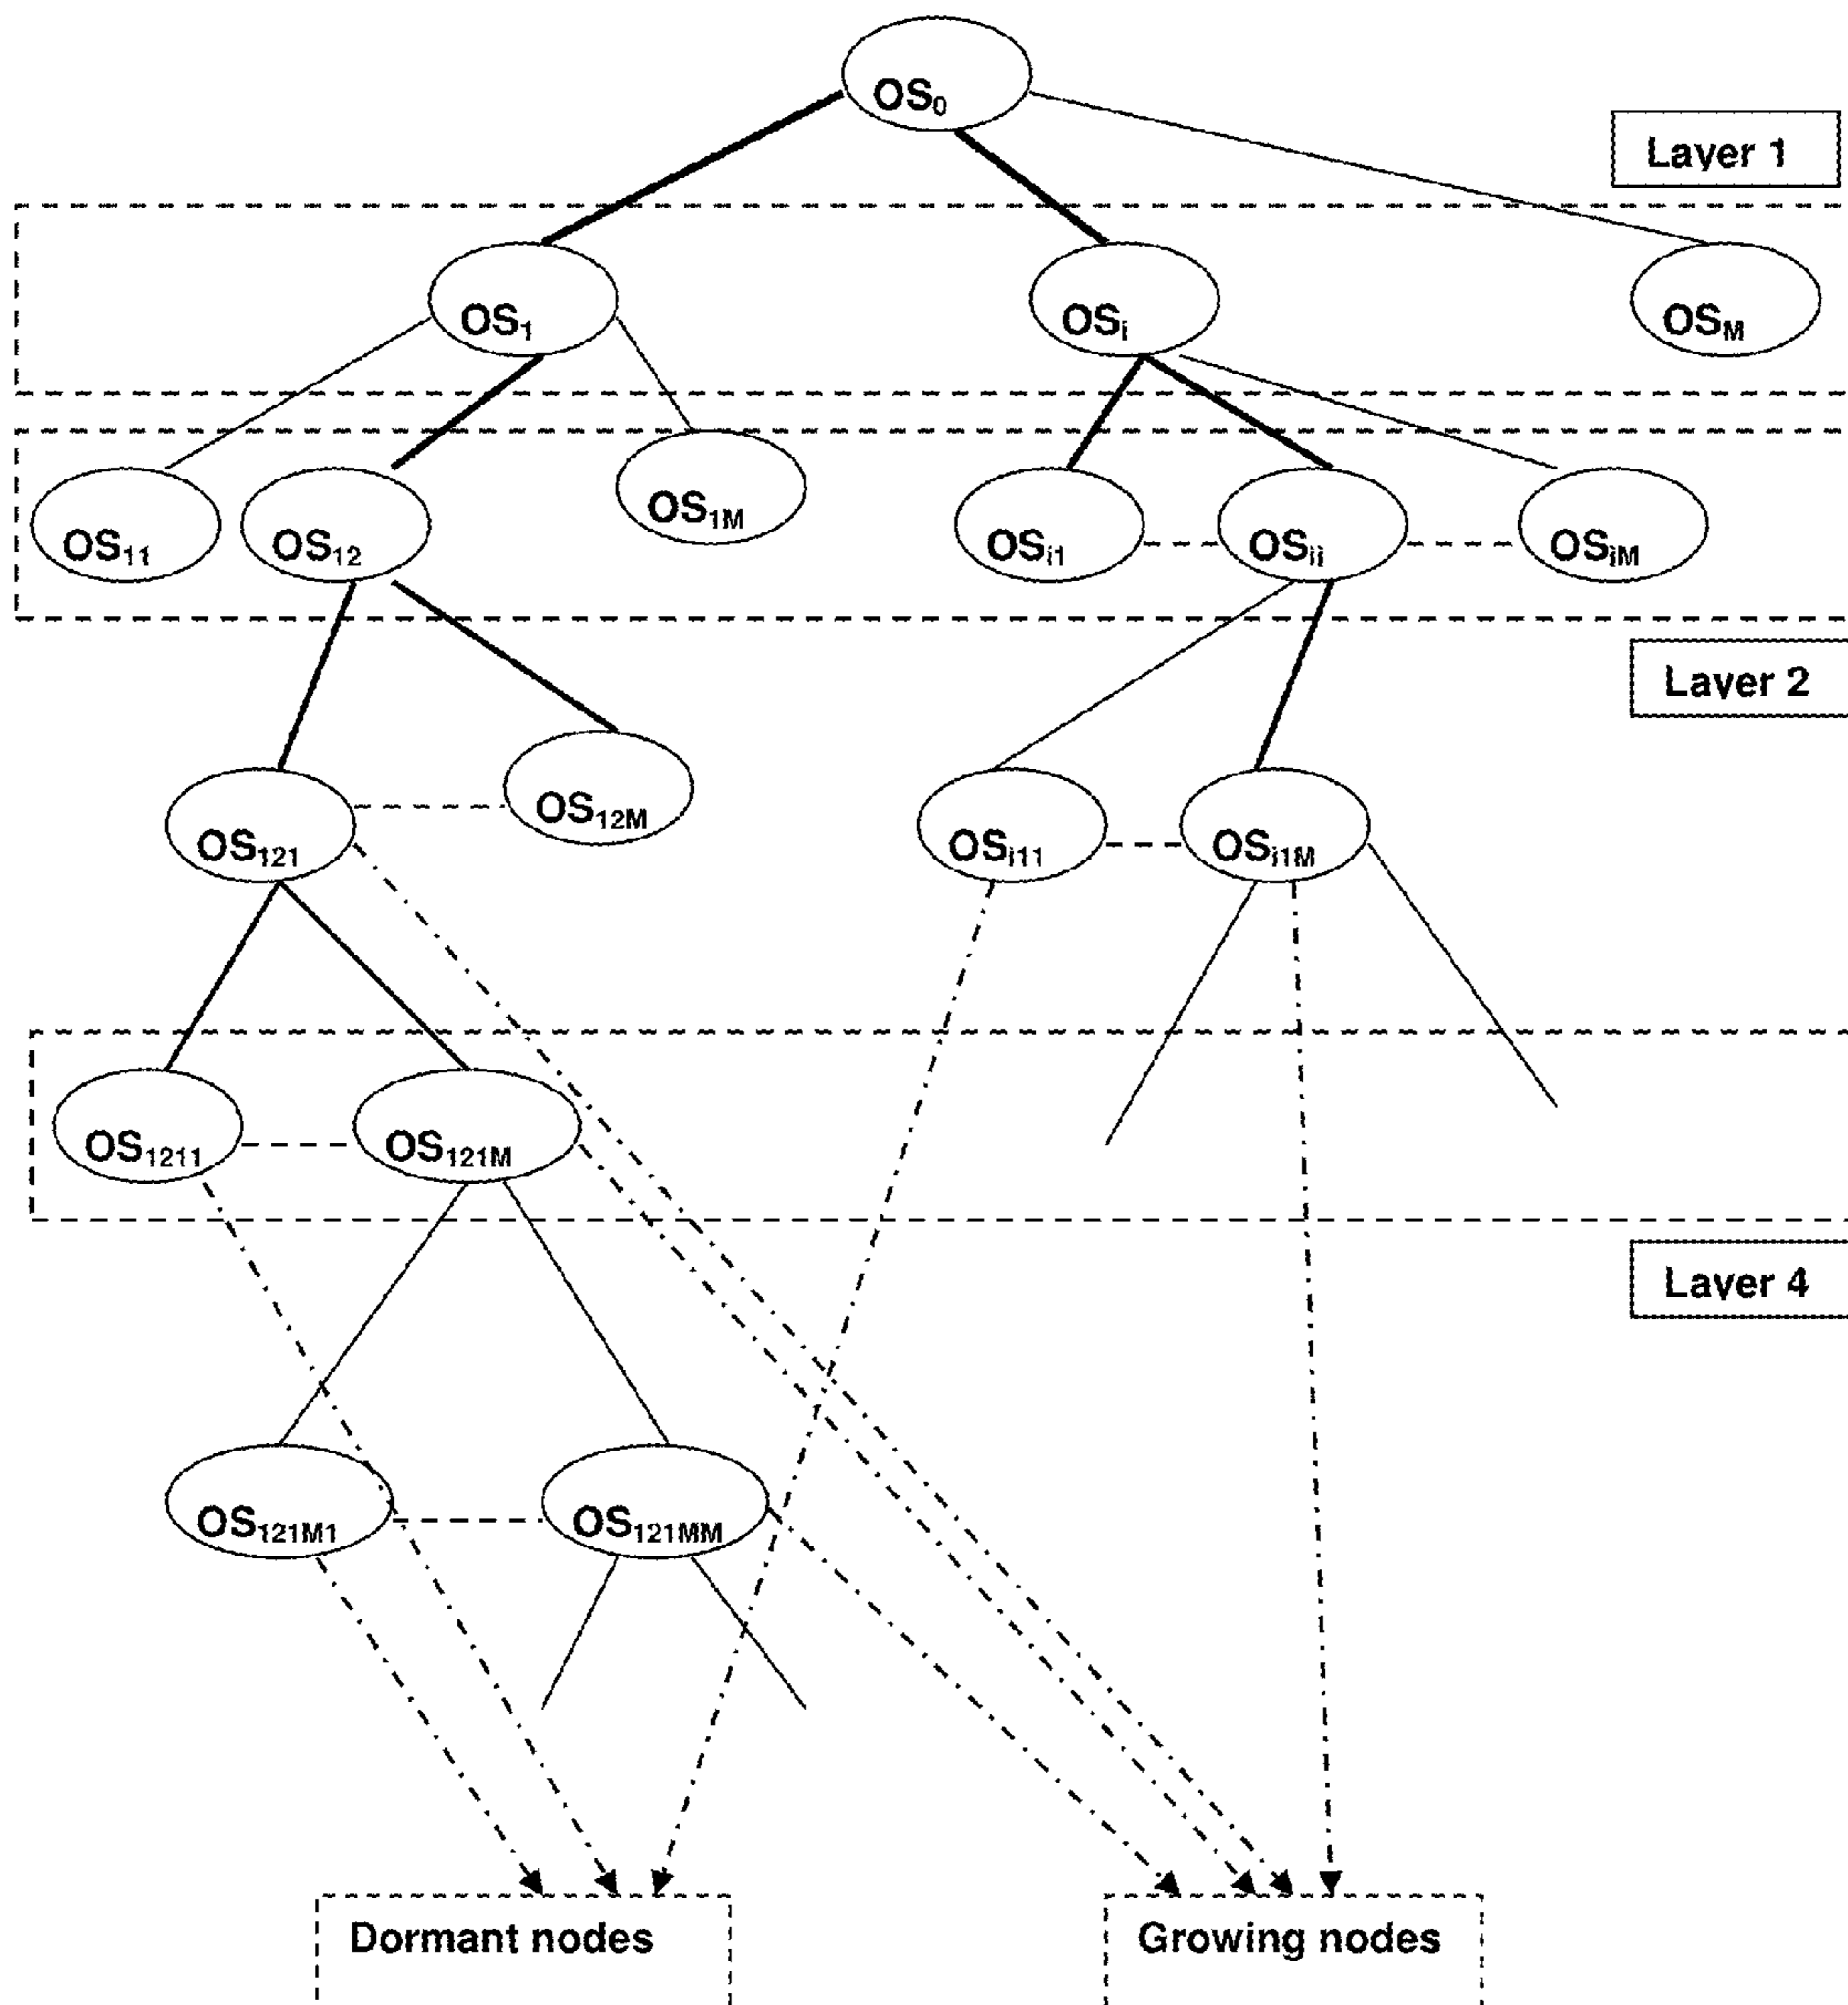 OS0
Layer 1
OS1
OSi
OSM
OS11
OS12
OS1M
OSi1
OSii
OSiM
Layer 2
OS121
OS12M
OSi11
OSi1M
OS1211
OS121M
Layer 4
OS121M1
OS121MM
Dormant nodes
Growing nodes